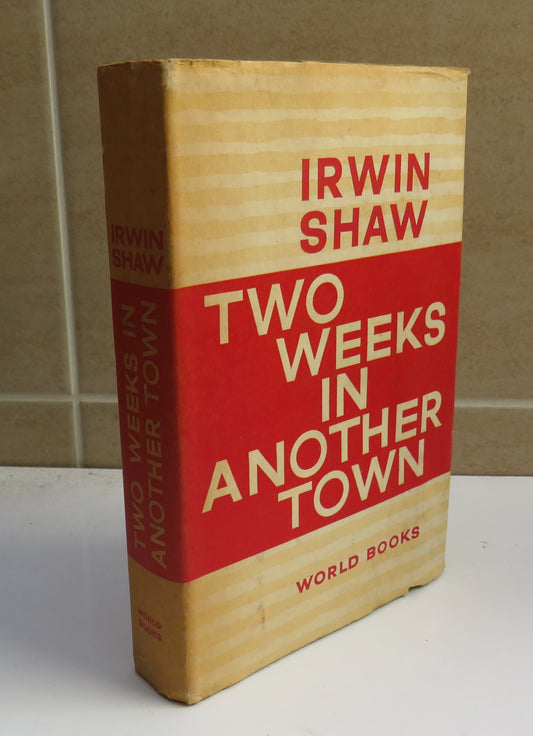 IRWIN
SHAW
TWO WEEKS IN
ANOTHER TOWN
WORLD
BOOKS
IRWIN
SHAW
TWO
WEEKS
IN
ANOTHER
TOWN
WORLD BOOKS